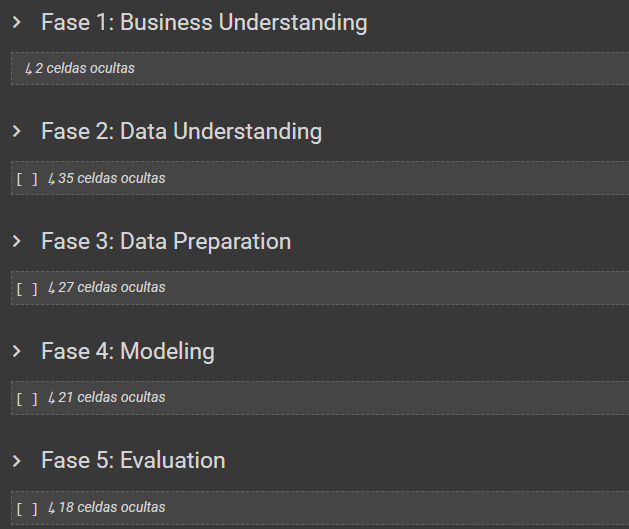 Fase 1: Business Understanding
2 celdas ocultas
Fase 2: Data Understanding
[ ] 35 celdas ocultas
Fase 3: Data Preparation
[ ] 27 celdas ocultas
Fase 4: Modeling
[ ] 21 celdas ocultas
Fase 5: Evaluation
[ ] 18 celdas ocultas